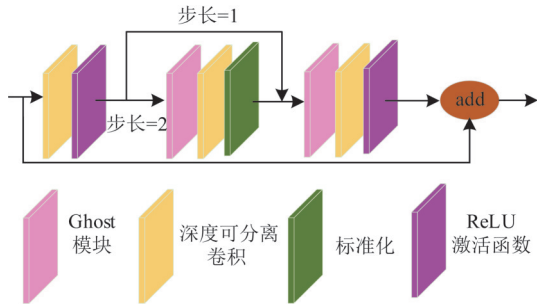 步长=1
步长=2
add
Ghost
模块
深度可分离
卷积
标准化
ReLU
激活函数